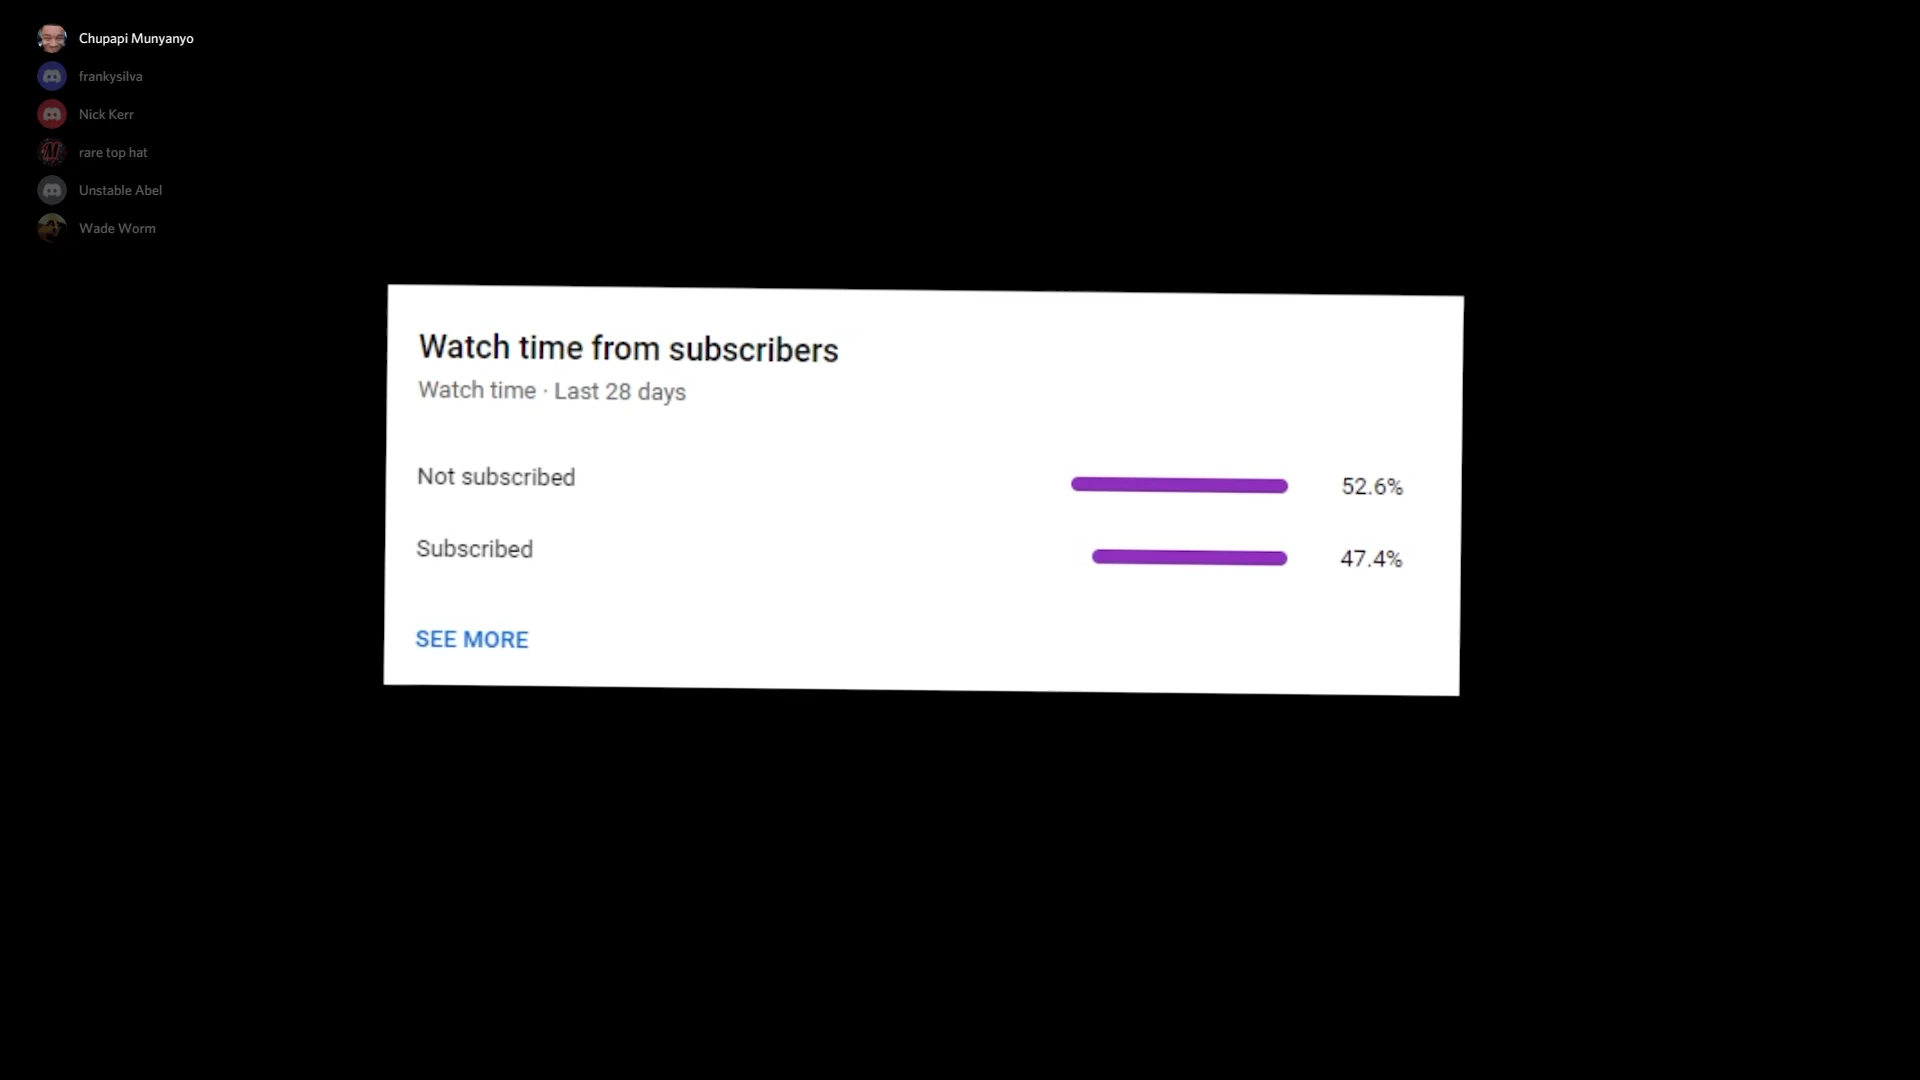 Chupapi Munyanyo
frankysilva
Nick Kerr
rare top hat
Unstable Abel
Wade Worm
Watch time from subscribers
Watch time · Last 28 days
Not subscribed 52.6%
Subscribed 47.4%
SEE MORE